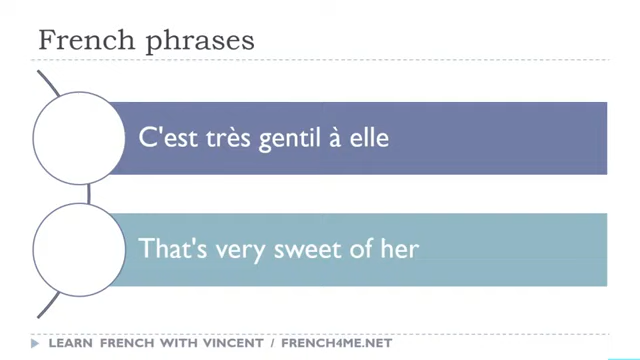 French phrases
C'est très gentil à elle
That's very sweet of her
LEARN FRENCH WITH VINCENT / FRENCH4ME.NET